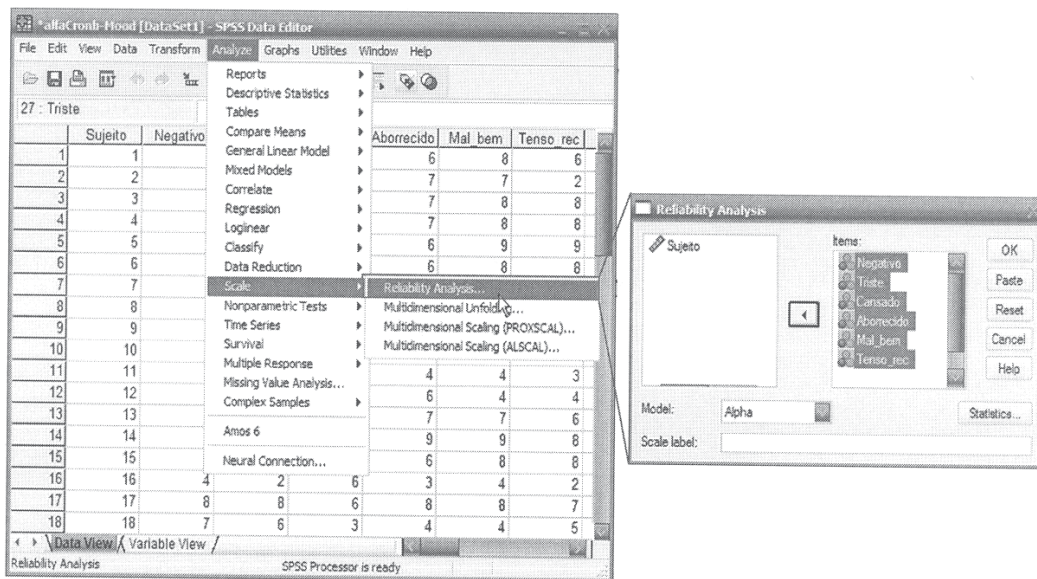 *alfaCronb-Mood [DataSet1] - SPSS Data Editor
File Edit View Data Transform Analyze Graphs Utilities Window Help
27 : Triste
Sujeito Negativo Aborrecido Mal_bem Tenso_rec
1 1 6 8 6
2 2 7 7 2
3 3 7 8 8
4 4 7 8 8
5 5 6 9 9
6 6 6 8 8
7 7
8 8
9 9
10 10
11 11 4 4 3
12 12 6 4 4
13 13 7 7 6
14 14 9 9 8
15 15 6 8 8
16 16 4 2 6 3 4 2
17 17 8 8 6 8 8 7
18 18 7 6 3 4 4 5
Data View Variable View
Reliability Analysis SPSS Processor is ready
Reports
Descriptive Statistics
Tables
Compare Means
General Linear Model
Mixed Models
Correlate
Regression
Loglinear
Classify
Data Reduction
Scale
Nonparametric Tests
Time Series
Survival
Multiple Response
Missing Value Analysis...
Complex Samples
Amos 6
Neural Connection...
Reliability Analysis...
Multidimensional Unfolding...
Multidimensional Scaling (PROXSCAL)...
Multidimensional Scaling (ALSCAL)...
Reliability Analysis
Sujeito
Items:
Negativo
Triste
Cansado
Aborrecido
Mal_bem
Tenso_rec
OK
Paste
Reset
Cancel
Help
Model: Alpha
Statistics...
Scale label: